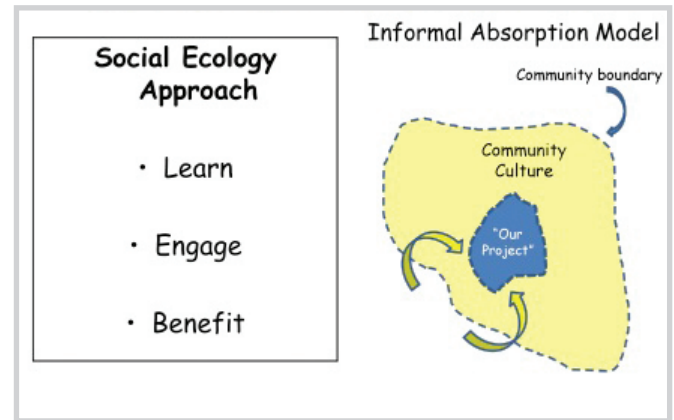 Social Ecology
Approach
• Learn
• Engage
• Benefit
Informal Absorption Model
Community boundary
Community
Culture
"Our
Project"